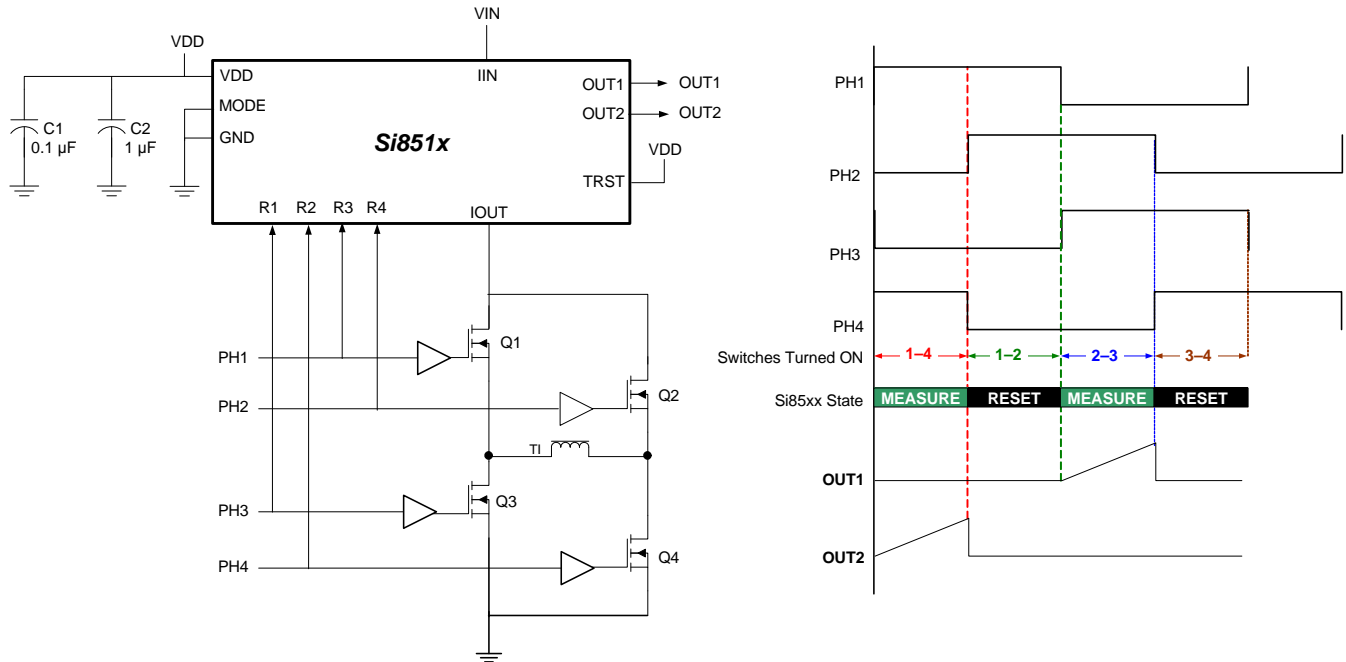 VIN
VDD
VDD
IIN
OUT1
OUT1
MODE
OUT2
OUT2
GND
C1
0.1 µF
C2
1 µF
Si851x
VDD
TRST
R1
R2
R3
R4
IOUT
PH1
Q1
PH2
Q2
TI
PH3
Q3
PH4
Q4
PH1
PH2
PH3
PH4
Switches Turned ON
1–4
1–2
2–3
3–4
Si85xx State
MEASURE
RESET
MEASURE
RESET
OUT1
OUT2